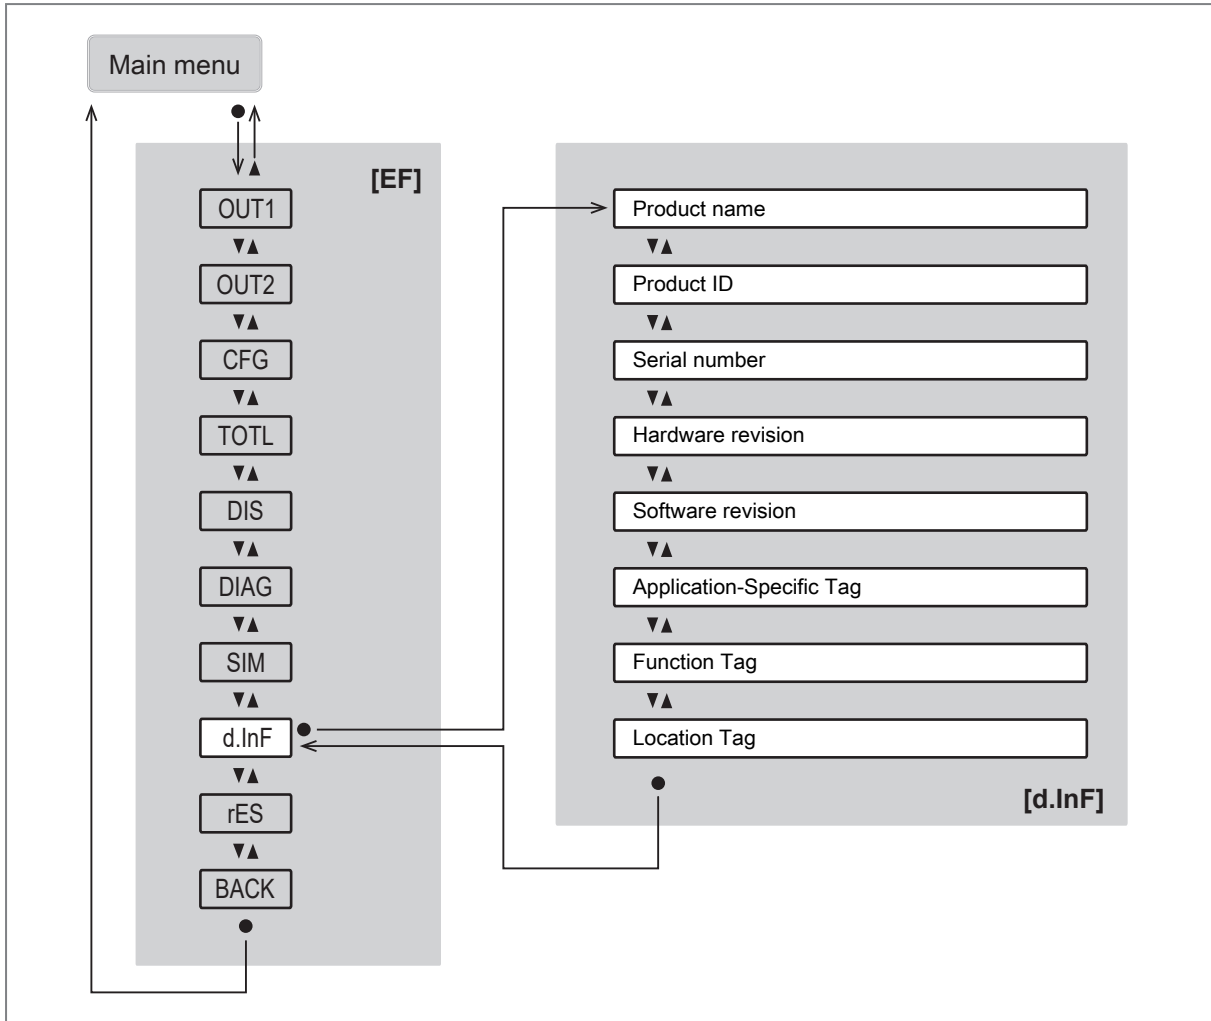 Main menu
[EF]
OUT1
OUT2
CFG
TOTL
DIS
DIAG
SIM
d.InF
rES
BACK
Product name
Product ID
Serial number
Hardware revision
Software revision
Application-Specific Tag
Function Tag
Location Tag
[d.InF]